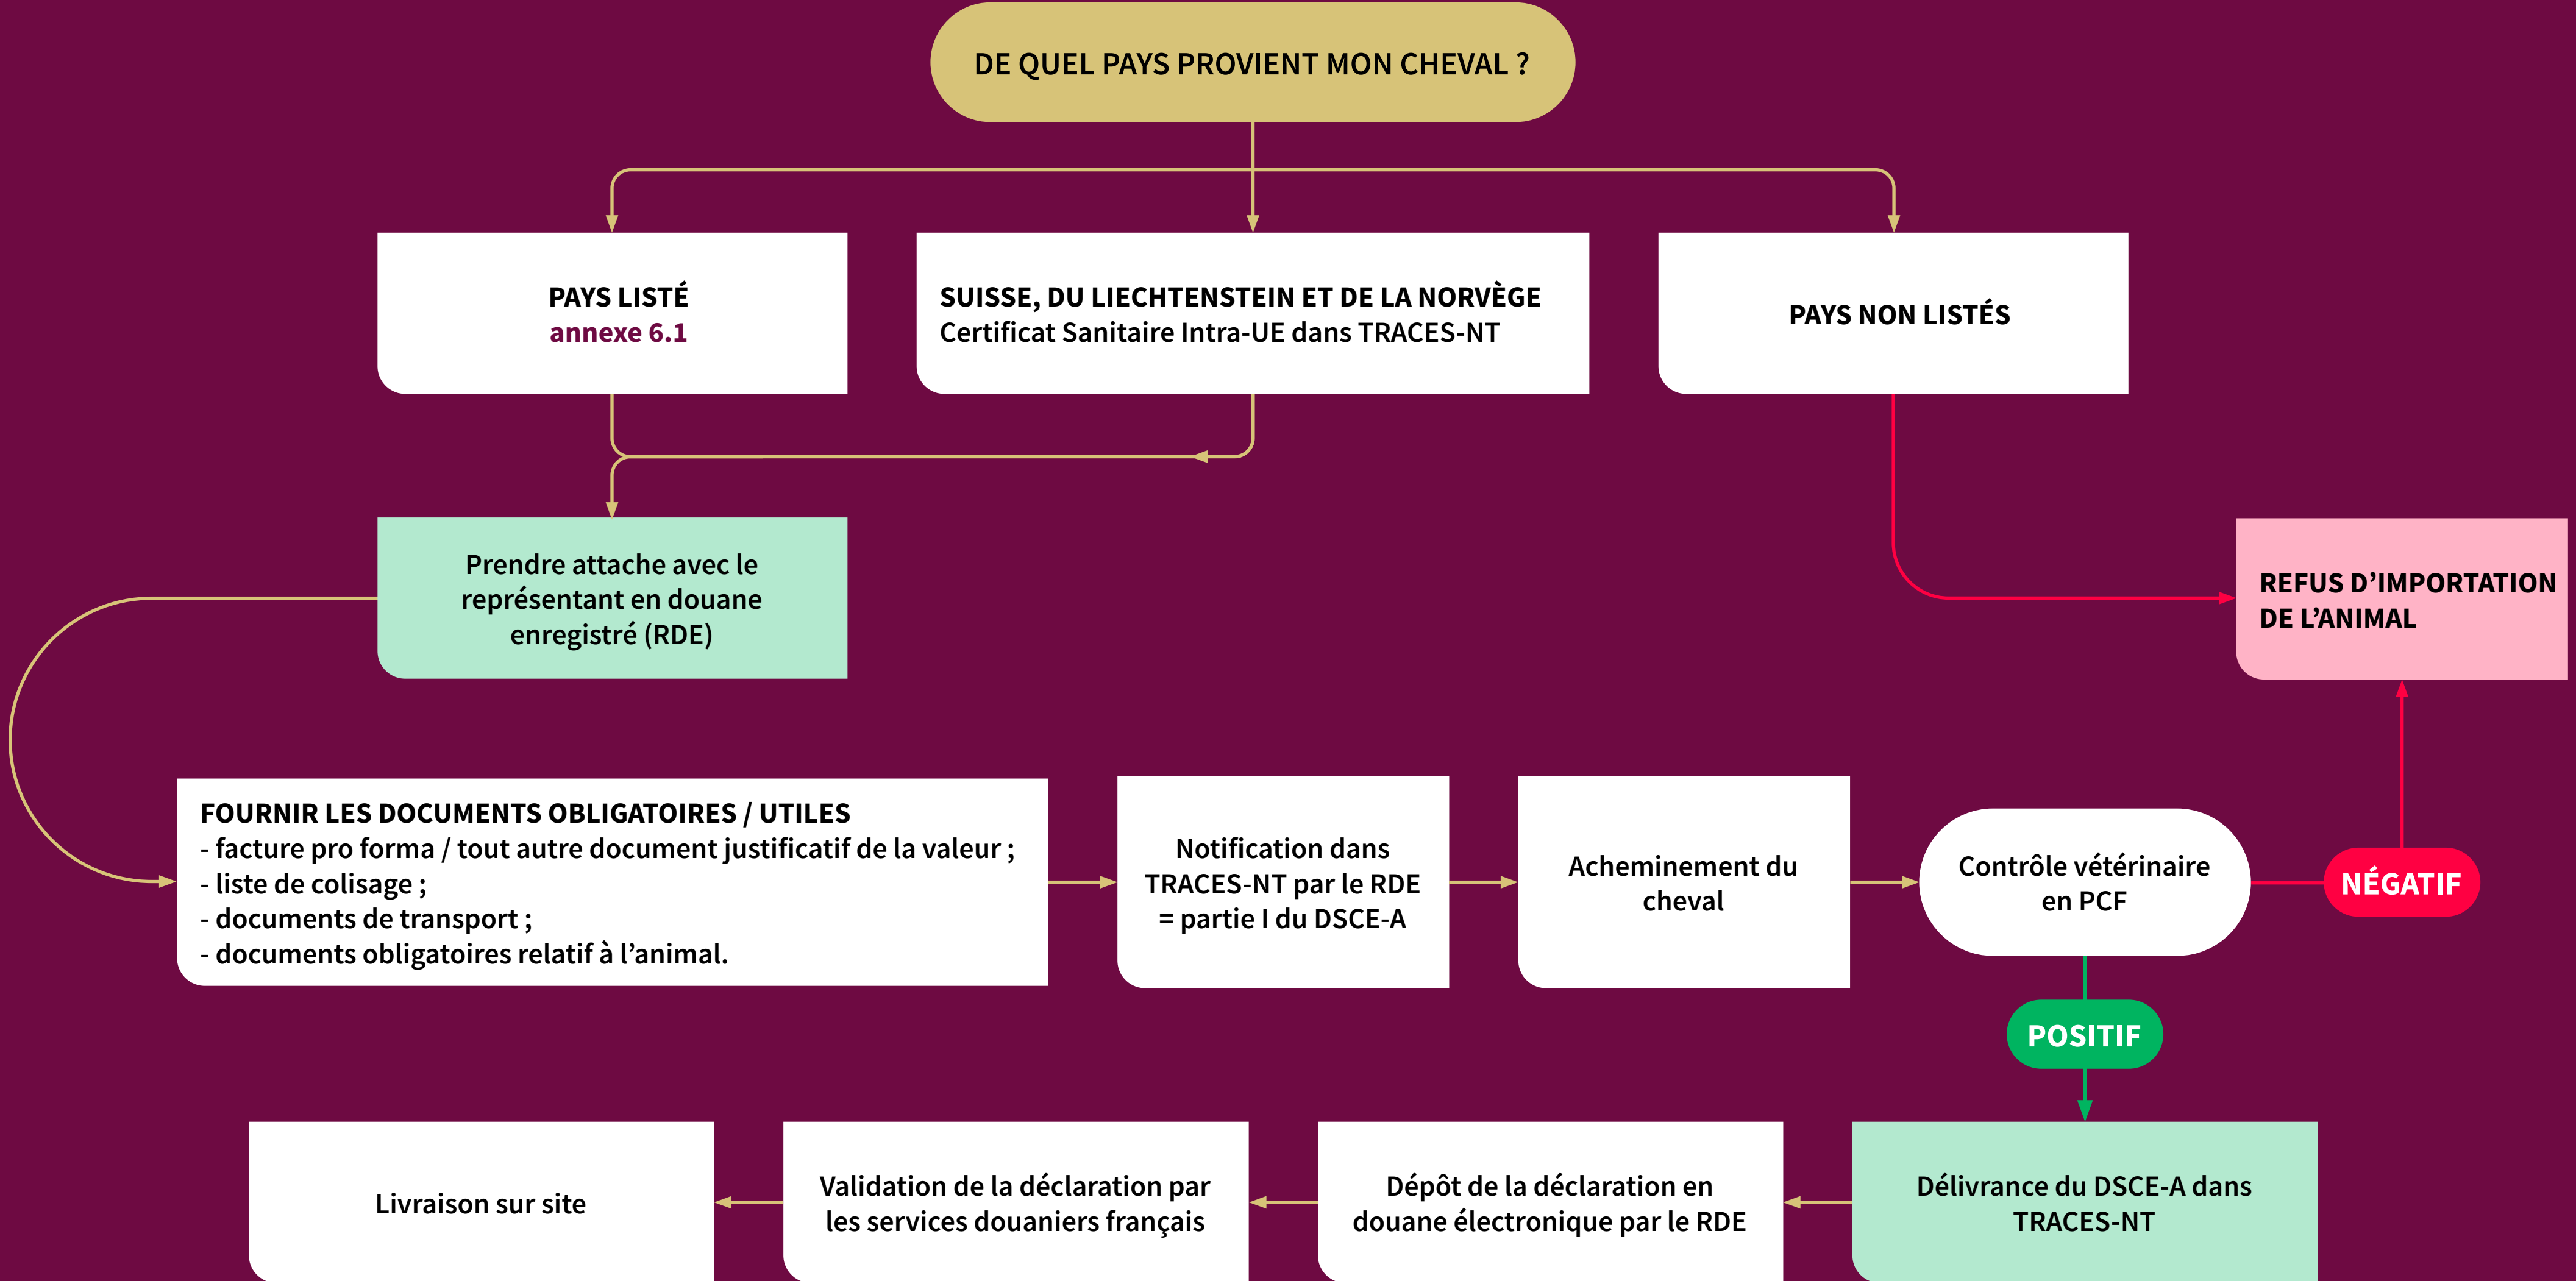 DE QUEL PAYS PROVIENT MON CHEVAL ?
PAYS LISTÉ
annexe 6.1
SUISSE, DU LIECHTENSTEIN ET DE LA NORVÈGE
Certificat Sanitaire Intra-UE dans TRACES-NT
PAYS NON LISTÉS
Prendre attache avec le
représentant en douane
enregistré (RDE)
REFUS D’IMPORTATION
DE L’ANIMAL
FOURNIR LES DOCUMENTS OBLIGATOIRES / UTILES
- facture pro forma / tout autre document justificatif de la valeur ;
- liste de colisage ;
- documents de transport ;
- documents obligatoires relatif à l’animal.
Notification dans
TRACES-NT par le RDE
= partie I du DSCE-A
Acheminement du
cheval
Contrôle vétérinaire
en PCF
NÉGATIF
POSITIF
Livraison sur site
Validation de la déclaration par
les services douaniers français
Dépôt de la déclaration en
douane électronique par le RDE
Délivrance du DSCE-A dans
TRACES-NT